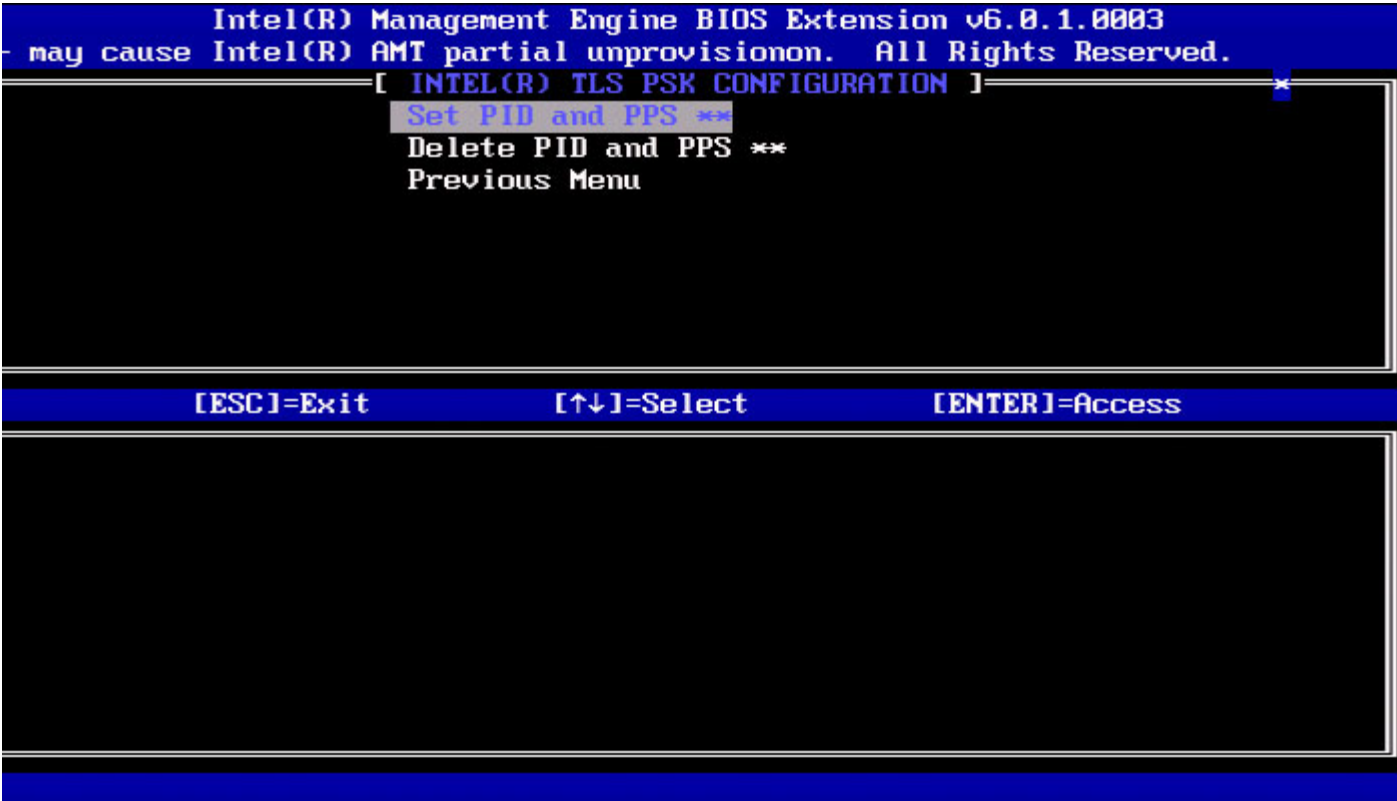 Intel(R) Management Engine BIOS Extension v6.0.1.0003
- may cause Intel(R) AMT partial unprovisionon. All Rights Reserved.
[ INTEL(R) TLS PSK CONFIGURATION ] *
Set PID and PPS **
Delete PID and PPS **
Previous Menu
[ESC]=Exit [↑↓]=Select [ENTER]=Access